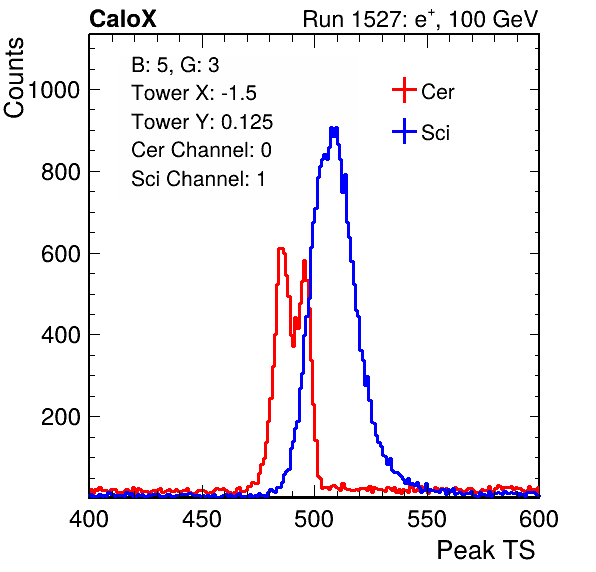 CaloX
Run 1527: e+, 100 GeV
Counts
B: 5, G: 3
Tower X: -1.5
Tower Y: 0.125
Cer Channel: 0
Sci Channel: 1
Cer
Sci
1000
800
600
400
200
400 450 500 550 600
Peak TS